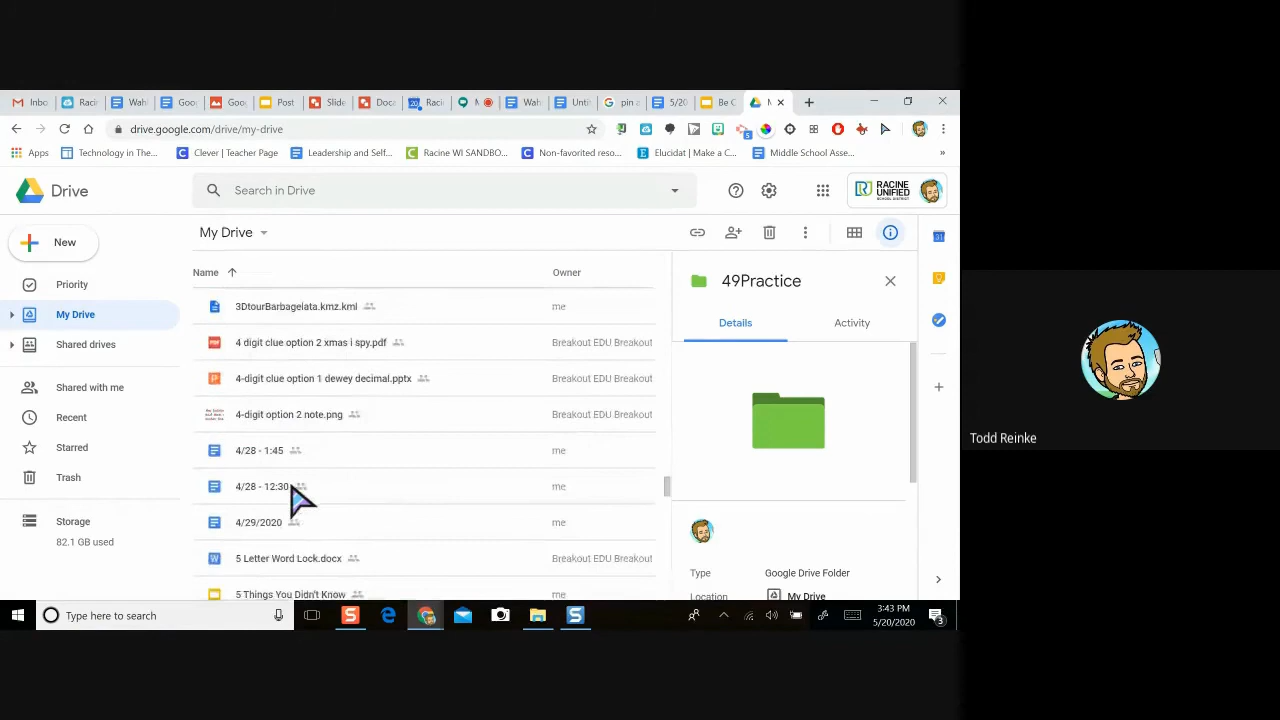 Inbo
Racin
Wah
Goog
Goog
Post
Slide
Doca
Racin
M
Wah
Unti
pin a
5/20
Be C
drive.google.com/drive/my-drive
Apps
Technology in The...
Clever | Teacher Page
Leadership and Self...
Racine WI SANDBO...
Non-favorited reso...
Elucidat | Make a C...
Middle School Asse...
»
Drive
Search in Drive
RACINE
UNIFIED
SCHOOL DISTRICT
New
My Drive
Priority
My Drive
Shared drives
Shared with me
Recent
Starred
Trash
Storage
82.1 GB used
Name
Owner
3DtourBarbagelata.kmz.kml
me
4 digit clue option 2 xmas i spy.pdf
Breakout EDU Breakout
4-digit clue option 1 dewey decimal.pptx
Breakout EDU Breakout
4-digit option 2 note.png
Breakout EDU Breakout
4/28 - 1:45
me
4/28 - 12:30
me
4/29/2020
me
5 Letter Word Lock.docx
Breakout EDU Breakout
5 Things You Didn't Know
me
49Practice
Details
Activity
Type
Google Drive Folder
Location
My Drive
31
Todd Reinke
Type here to search
3:43 PM
5/20/2020
3